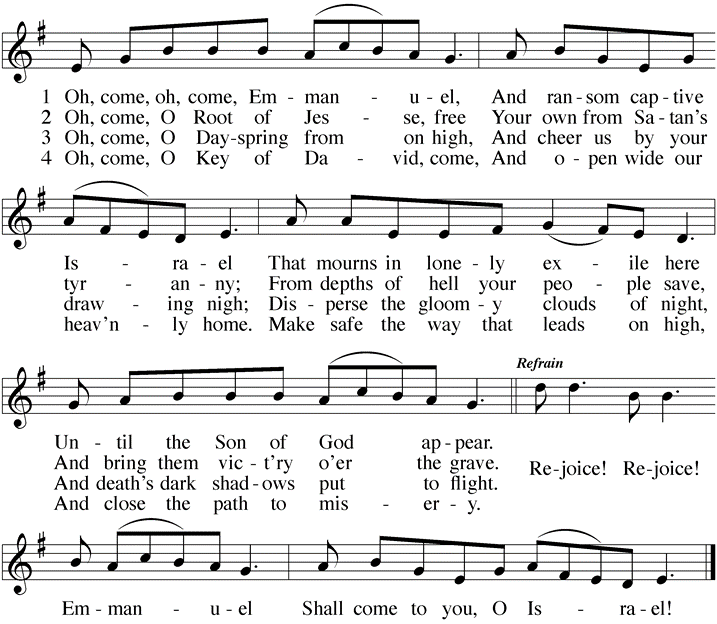 1 Oh, come, oh, come, Em - man - u - el, And ran - som cap - tive
2 Oh, come, O Root of Jes - se, free Your own from Sa - tan's
3 Oh, come, O Day - spring from on high, And cheer us by your
4 Oh, come, O Key of Da - vid, come, And o - pen wide our
Is - ra - el That mourns in lone - ly ex - ile here
tyr - an - ny; From depths of hell your peo - ple save,
draw - ing nigh; Dis - perse the gloom - y clouds of night,
heav'n - ly home. Make safe the way that leads on high,
Refrain
Un - til the Son of God ap - pear.
And bring them vic - t'ry o'er the grave.
And death's dark shad - ows put to flight.
And close the path to mis - er - y.
Re - joice! Re - joice!
Em - man - u - el Shall come to you, O Is - ra - el!